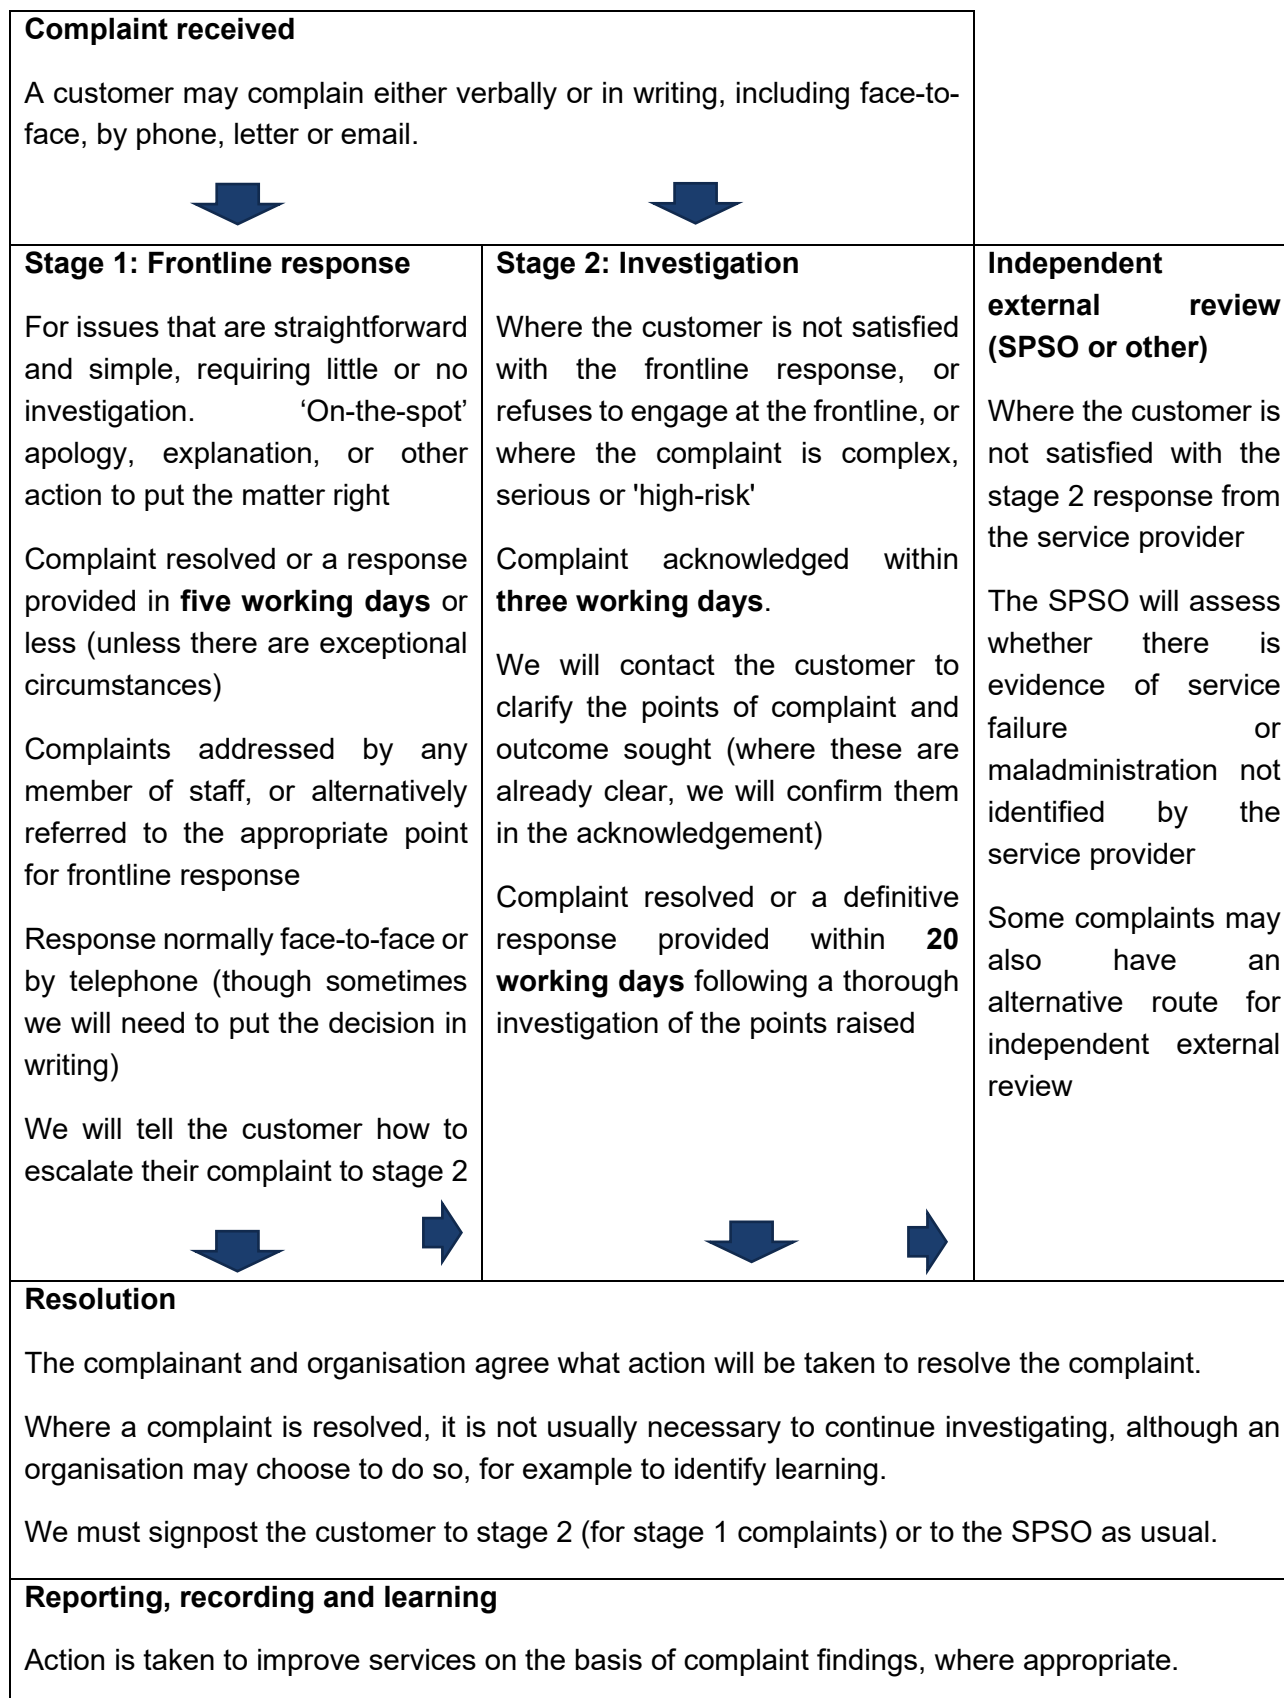 Complaint received
A customer may complain either verbally or in writing, including face-to-
face, by phone, letter or email.
Stage 1: Frontline response
For issues that are straightforward
and simple, requiring little or no
investigation. ‘On-the-spot’
apology, explanation, or other
action to put the matter right
Complaint resolved or a response
provided in five working days or
less (unless there are exceptional
circumstances)
Complaints addressed by any
member of staff, or alternatively
referred to the appropriate point
for frontline response
Response normally face-to-face or
by telephone (though sometimes
we will need to put the decision in
writing)
We will tell the customer how to
escalate their complaint to stage 2
Stage 2: Investigation
Where the customer is not satisfied
with the frontline response, or
refuses to engage at the frontline, or
where the complaint is complex,
serious or 'high-risk'
Complaint acknowledged within
three working days.
We will contact the customer to
clarify the points of complaint and
outcome sought (where these are
already clear, we will confirm them
in the acknowledgement)
Complaint resolved or a definitive
response provided within 20
working days following a thorough
investigation of the points raised
Independent
external review
(SPSO or other)
Where the customer is
not satisfied with the
stage 2 response from
the service provider
The SPSO will assess
whether there is
evidence of service
failure or
maladministration not
identified by the
service provider
Some complaints may
also have an
alternative route for
independent external
review
Resolution
The complainant and organisation agree what action will be taken to resolve the complaint.
Where a complaint is resolved, it is not usually necessary to continue investigating, although an
organisation may choose to do so, for example to identify learning.
We must signpost the customer to stage 2 (for stage 1 complaints) or to the SPSO as usual.
Reporting, recording and learning
Action is taken to improve services on the basis of complaint findings, where appropriate.